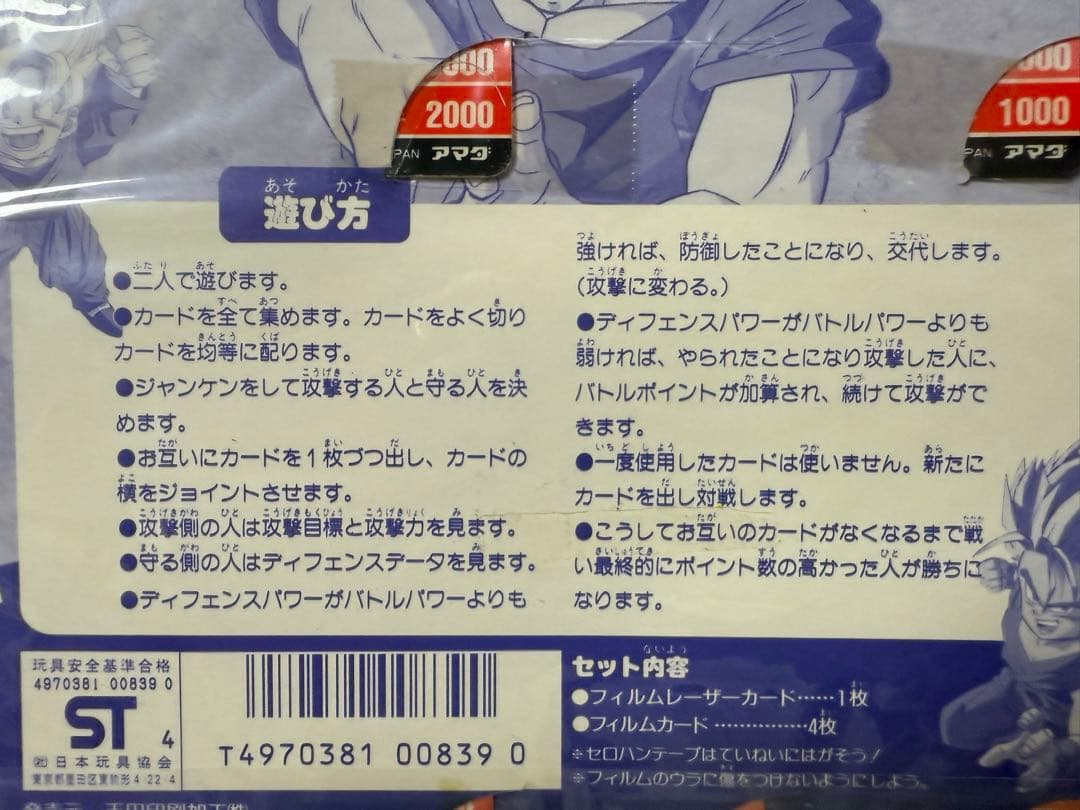 000
2000
PAN アマダ
000
1000
PAN アマダ
遊び方
●二人で遊びます。
●カードを全て集めます。カードをよく切り
カードを均等に配ります。
●ジャンケンをして攻撃する人と守る人を決
めます。
●お互いにカードを1枚づつ出し、カードの
横をジョイントさせます。
●攻撃側の人は攻撃目標と攻撃力を見ます。
●守る側の人はディフェンスデータを見ます。
●ディフェンスパワーがバトルパワーよりも
強ければ、防御したことになり、交代します。
(攻撃に変わる。)
●ディフェンスパワーがバトルパワーよりも
弱ければ、やられたことになり攻撃した人に、
バトルポイントが加算され、続けて攻撃がで
きます。
●一度使用したカードは使いません。新たに
カードを出し対戦します。
●こうしてお互いのカードがなくなるまで戦
い最終的にポイント数の高かった人が勝ちに
なります。
玩具安全基準合格
4970381 00839 0
ST 4
㈳日本玩具協会
東京都墨田区東駒形4-22-4
T4970381 00839 0
セット内容
●フィルムレーザーカード……1枚
●フィルムカード……………4枚
※セロハンテープはていねいにはがそう!
※フィルムのウラに傷をつけないようにしよう。